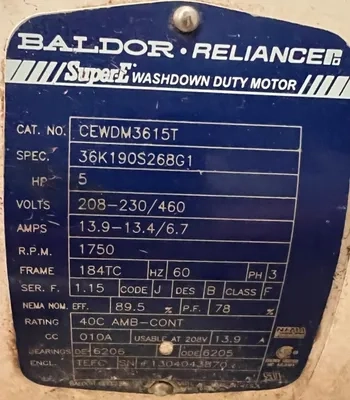 BALDOR · RELIANCE
Super-E WASHDOWN DUTY MOTOR
CAT. NO. CEWDM3615T
SPEC. 36K190S268G1
HP 5
VOLTS 208-230/460
AMPS 13.9-13.4/6.7
R.P.M. 1750
FRAME 184TC HZ 60 PH 3
SER. F. 1.15 CODE J DES B CLASS F
NEMA NOM. EFF. 89.5 % P.F. 78 %
RATING 40C AMB-CONT
CC 010A USABLE AT 208V 13.9 A
BEARINGS DE 6206 ODE 6205
ENCL. TEFC SN